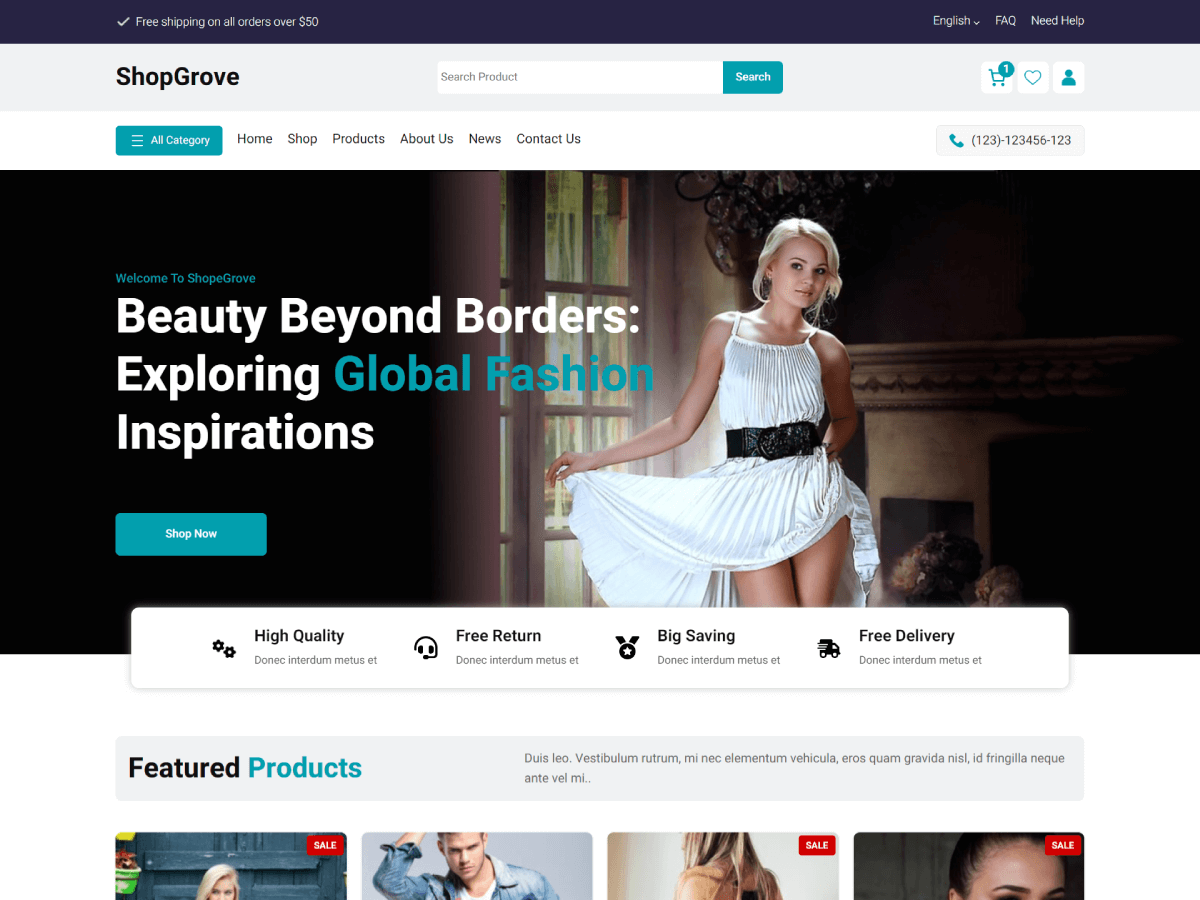 Free shipping on all orders over $50
English
FAQ
Need Help
ShopGrove
Search Product
Search
1
All Category
Home
Shop
Products
About Us
News
Contact Us
(123)-123456-123
Welcome To ShopeGrove
Beauty Beyond Borders:
Exploring Global Fashion
Inspirations
Shop Now
High Quality
Donec interdum metus et
Free Return
Donec interdum metus et
Big Saving
Donec interdum metus et
Free Delivery
Donec interdum metus et
Featured Products
Duis leo. Vestibulum rutrum, mi nec elementum vehicula, eros quam gravida nisl, id fringilla neque
ante vel mi..
SALE
SALE
SALE